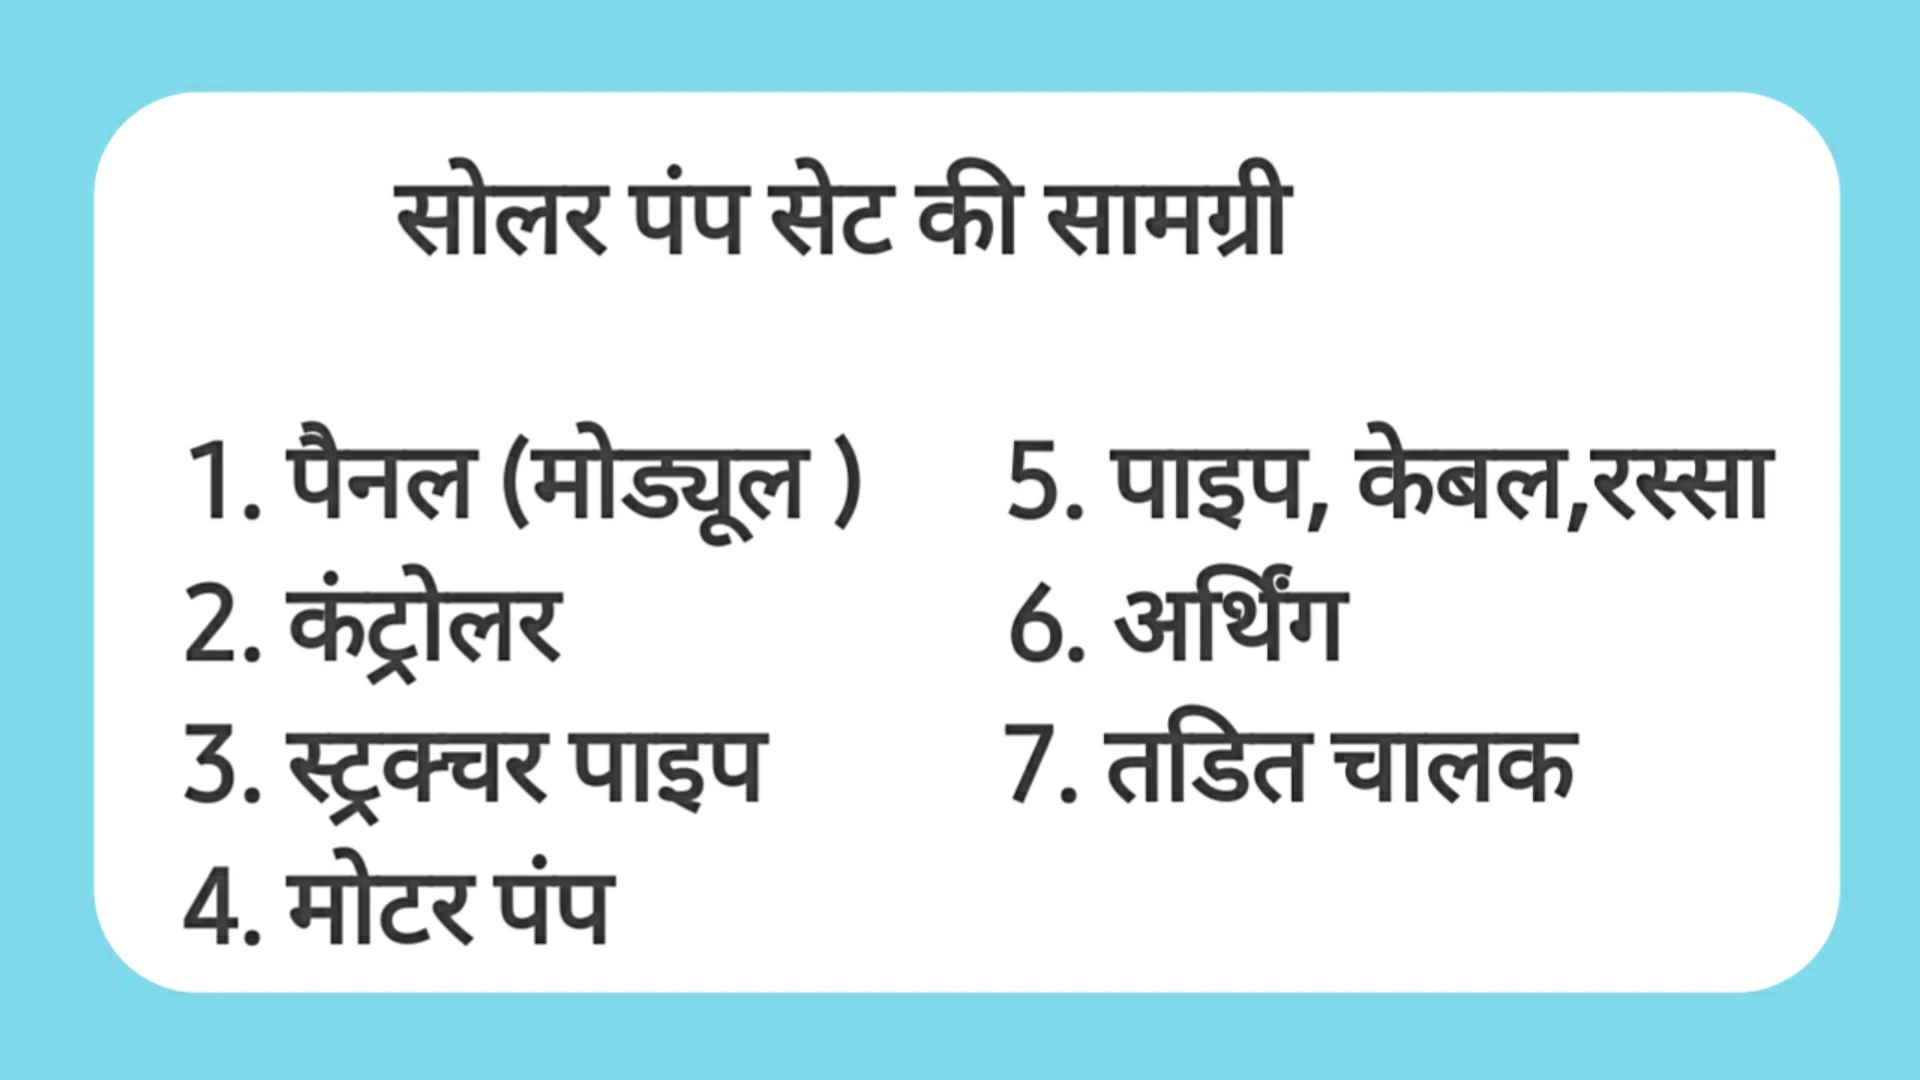 सोलर पंप सेट की सामग्री
1. पैनल (मोड्यूल )
2. कंट्रोलर
3. स्ट्रक्चर पाइप
4. मोटर पंप
5. पाइप, केबल,रस्सा
6. अर्थिंग
7. तडित चालक